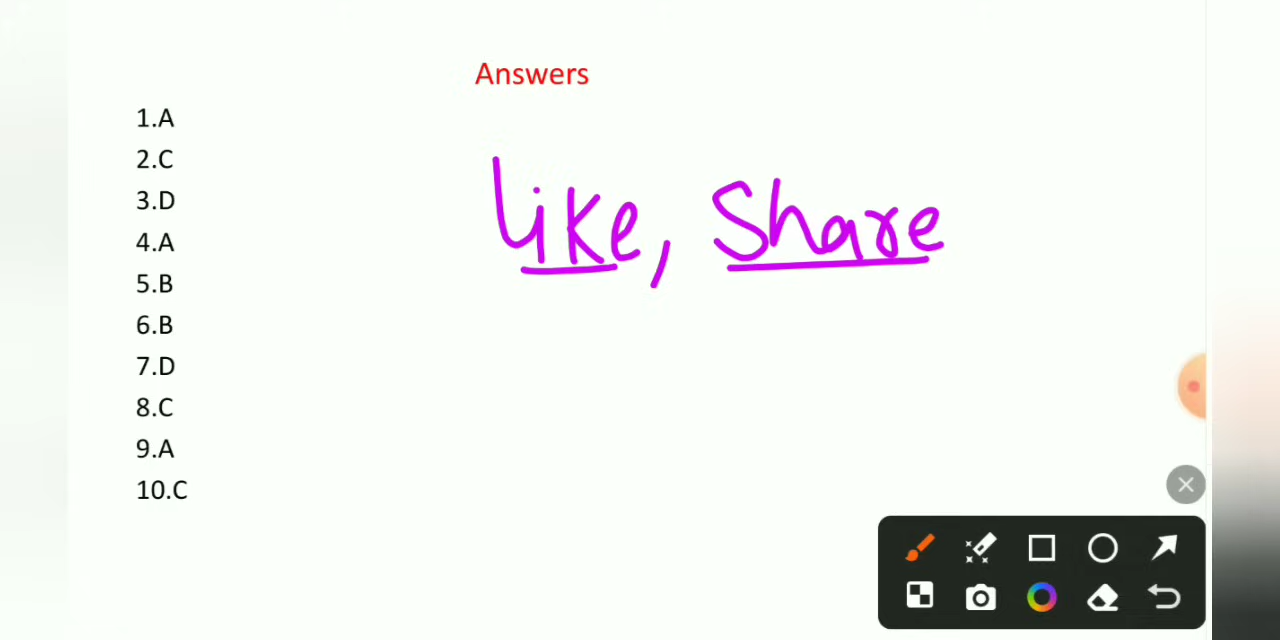 Answers
1.A
2.C
3.D
4.A
5.B
6.B
7.D
8.C
9.A
10.C
Like, Share